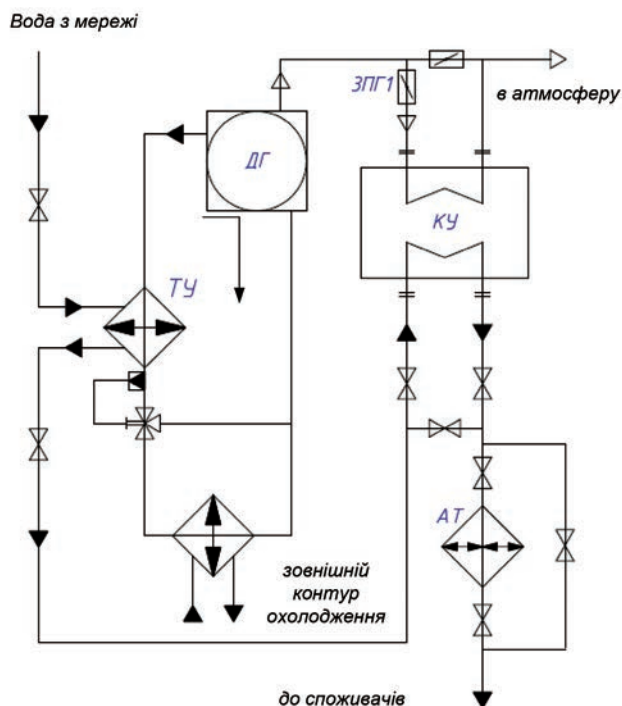 Вода з мережі
ЗПГ1
в атмосферу
ДГ
КУ
ТУ
АТ
зовнішній
контур
охолодження
до споживачів